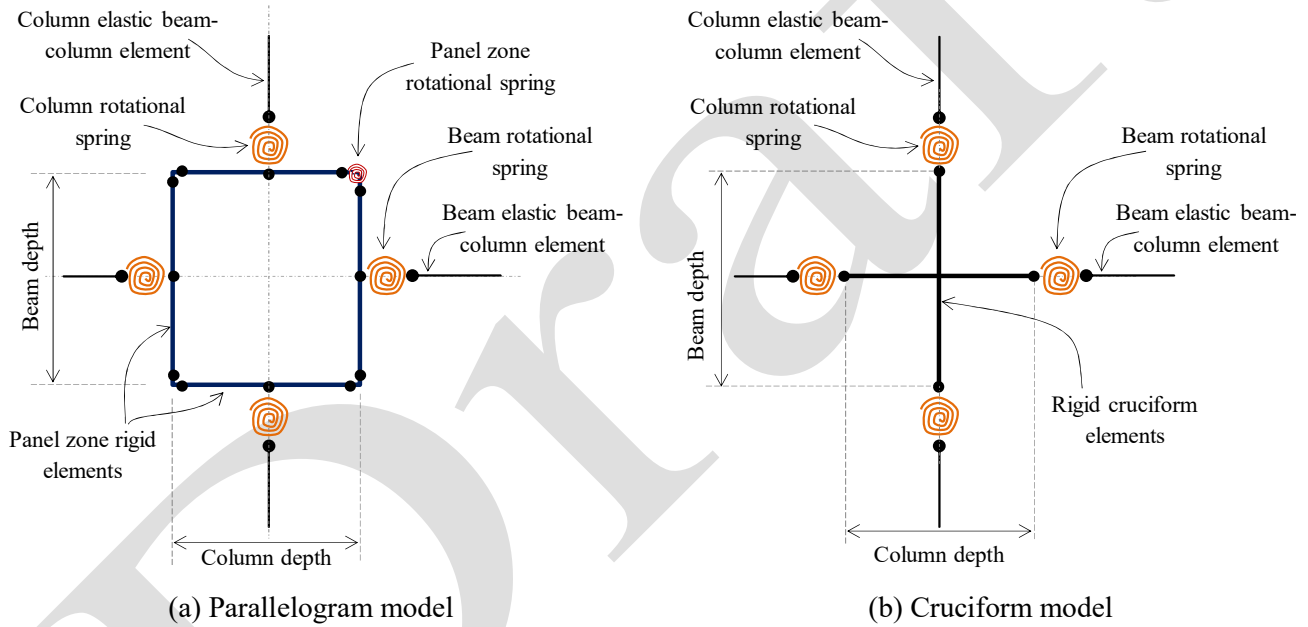 Column elastic beam-
column element
Panel zone
rotational spring
Column rotational
spring
Beam rotational
spring
Beam elastic beam-
column element
Beam depth
Panel zone rigid
elements
Column depth
(a) Parallelogram model
Column elastic beam-
column element
Column rotational
spring
Beam rotational
spring
Beam elastic beam-
column element
Beam depth
Rigid cruciform
elements
Column depth
(b) Cruciform model
Draft